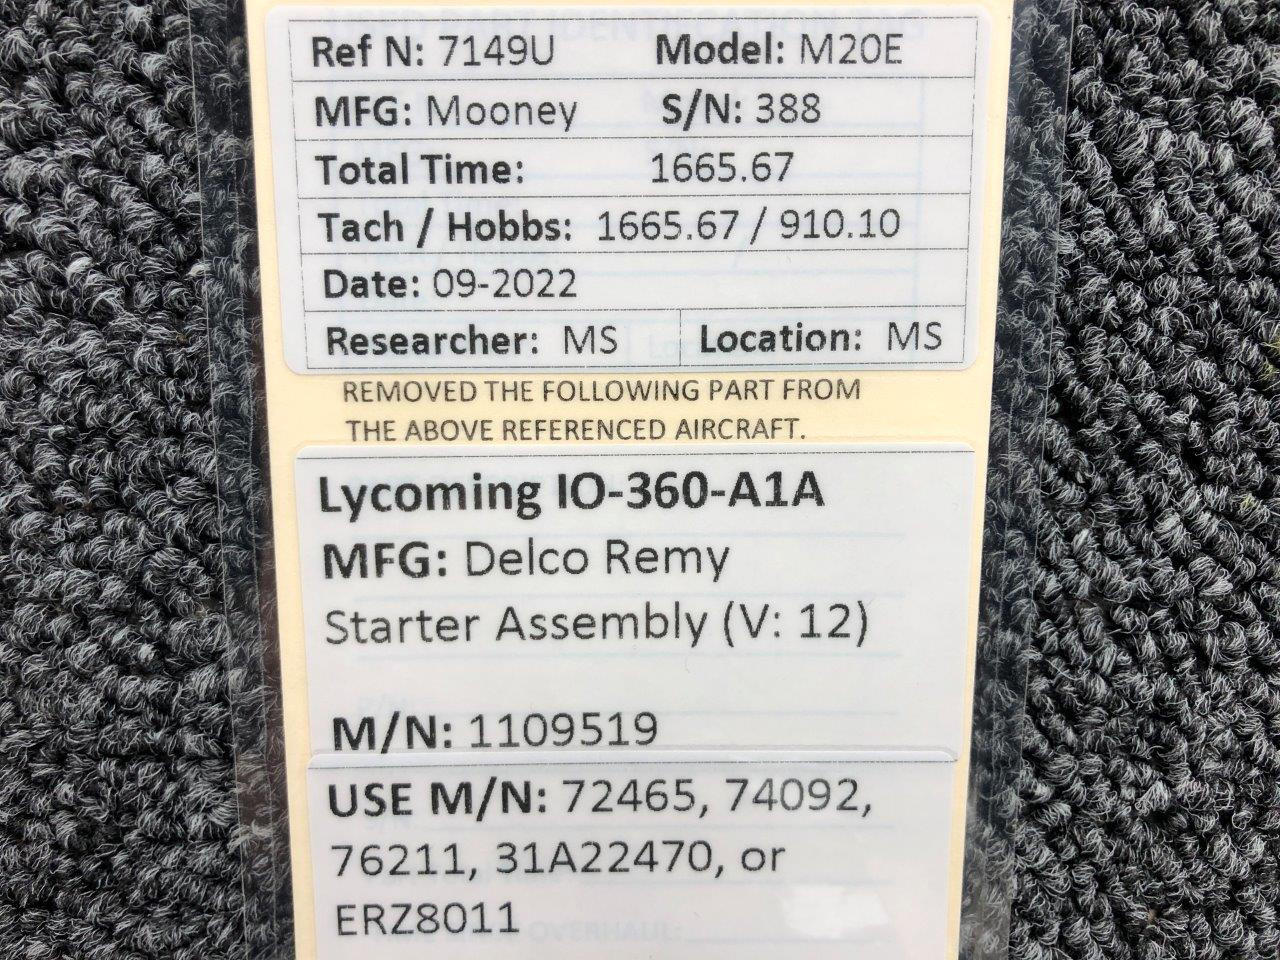 Ref N: 7149U Model: M20E
MFG: Mooney S/N: 388
Total Time: 1665.67
Tach / Hobbs: 1665.67 / 910.10
Date: 09-2022
Researcher: MS Location: MS
REMOVED THE FOLLOWING PART FROM
THE ABOVE REFERENCED AIRCRAFT.
Lycoming IO-360-A1A
MFG: Delco Remy
Starter Assembly (V: 12)
M/N: 1109519
USE M/N: 72465, 74092,
76211, 31A22470, or
ERZ8011
OVERHAUL: